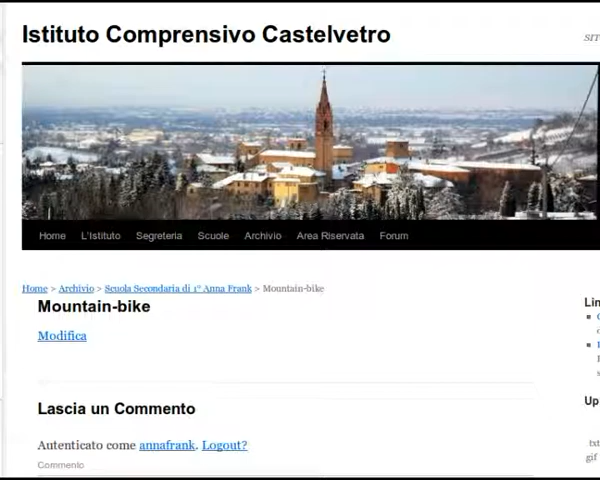 Istituto Comprensivo Castelvetro
SIT
Home L'Istituto Segreteria Scuole Archivio Area Riservata Forum
Home > Archivio > Scuola Secondaria di 1° Anna Frank > Mountain-bike
Mountain-bike
Modifica
Lin
Up
Lascia un Commento
Autenticato come annafrank. Logout?
txt
gif
Commento